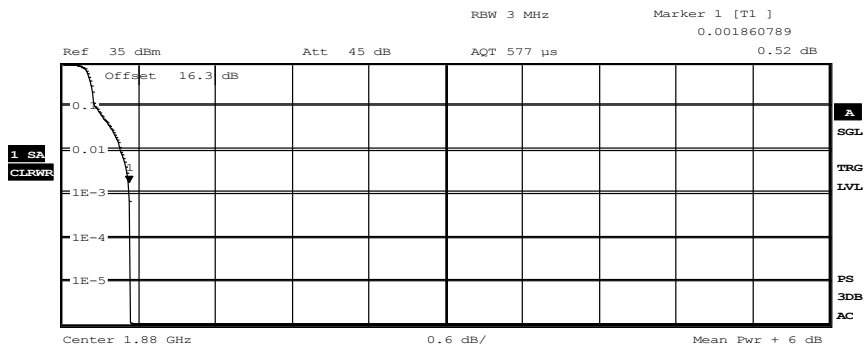 RBW 3 MHz Marker 1 [T1 ]
0.001860789
Ref 35 dBm Att 45 dB AQT 577 µs 0.52 dB
Offset 16.3 dB
0.1
A
SGL
1 SA
0.01
CLRWR
1
TRG
1E-3
LVL
1E-4
1E-5
PS
3DB
AC
Center 1.88 GHz 0.6 dB/ Mean Pwr + 6 dB